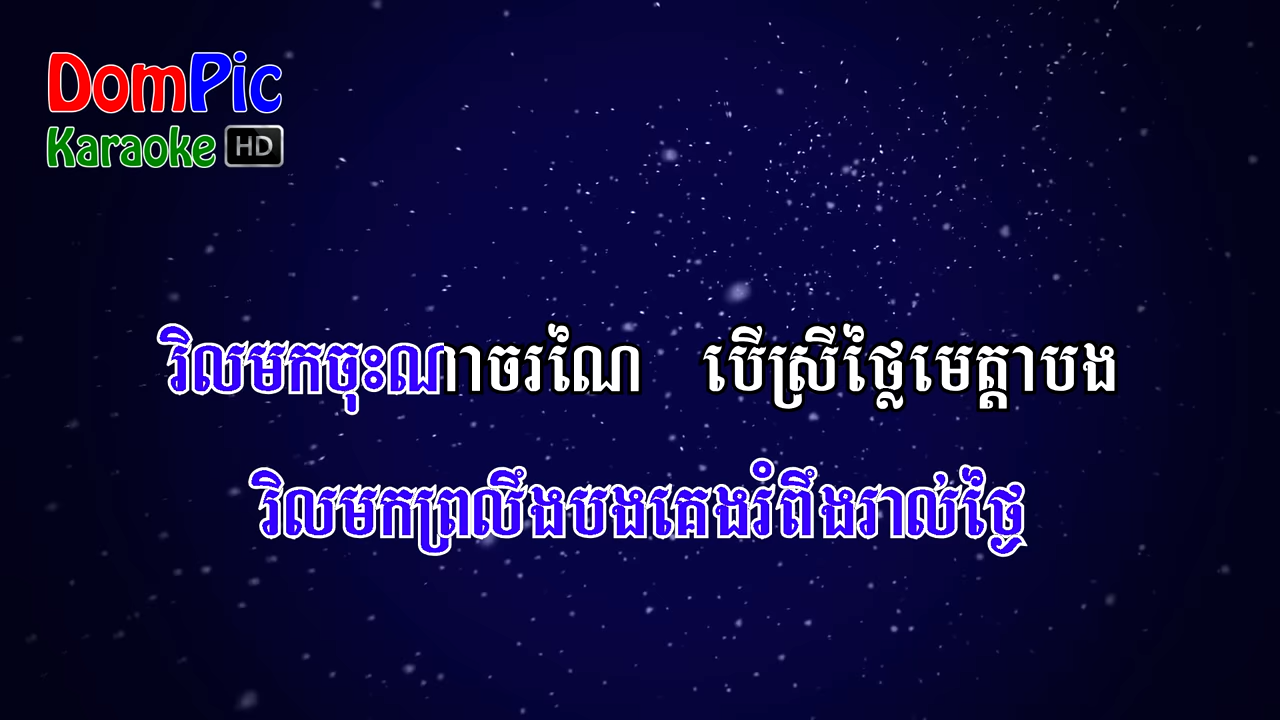 DomPic
Karaoke HD
វិលមកចុះណាចរណៃ បើស្រីថ្លៃមេត្តាបង
វិលមកព្រលឹងបងគេងរំពឹងរាល់ថ្ងៃ